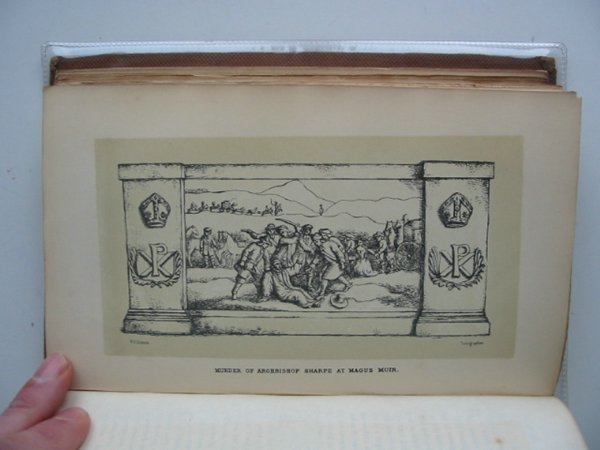 MURDER OF ARCHBISHOP SHARPE AT MAGUS MUIR.